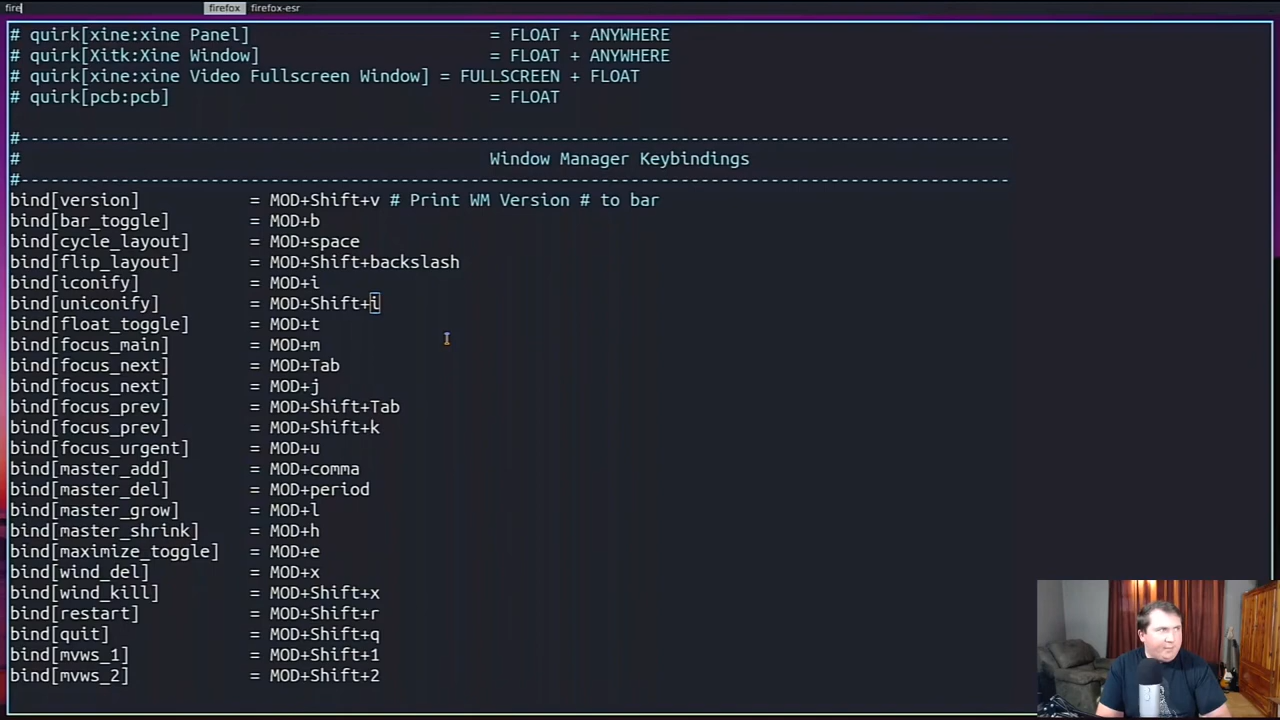 fire firefox firefox-esr
# quirk[xine:xine Panel] = FLOAT + ANYWHERE
# quirk[Xitk:Xine Window] = FLOAT + ANYWHERE
# quirk[xine:xine Video Fullscreen Window] = FULLSCREEN + FLOAT
# quirk[pcb:pcb] = FLOAT
#---------------------------------------------------------------------------------------------------
# Window Manager Keybindings
#---------------------------------------------------------------------------------------------------
bind[version] = MOD+Shift+v # Print WM Version # to bar
bind[bar_toggle] = MOD+b
bind[cycle_layout] = MOD+space
bind[flip_layout] = MOD+Shift+backslash
bind[iconify] = MOD+i
bind[uniconify] = MOD+Shift+i
bind[float_toggle] = MOD+t
bind[focus_main] = MOD+m
bind[focus_next] = MOD+Tab
bind[focus_next] = MOD+j
bind[focus_prev] = MOD+Shift+Tab
bind[focus_prev] = MOD+Shift+k
bind[focus_urgent] = MOD+u
bind[master_add] = MOD+comma
bind[master_del] = MOD+period
bind[master_grow] = MOD+l
bind[master_shrink] = MOD+h
bind[maximize_toggle] = MOD+e
bind[wind_del] = MOD+x
bind[wind_kill] = MOD+Shift+x
bind[restart] = MOD+Shift+r
bind[quit] = MOD+Shift+q
bind[mvws_1] = MOD+Shift+1
bind[mvws_2] = MOD+Shift+2